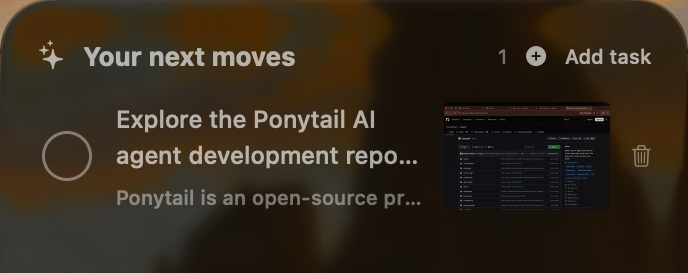 Your next moves
1
Add task
Explore the Ponytail AI
agent development repo...
Ponytail is an open-source pr...